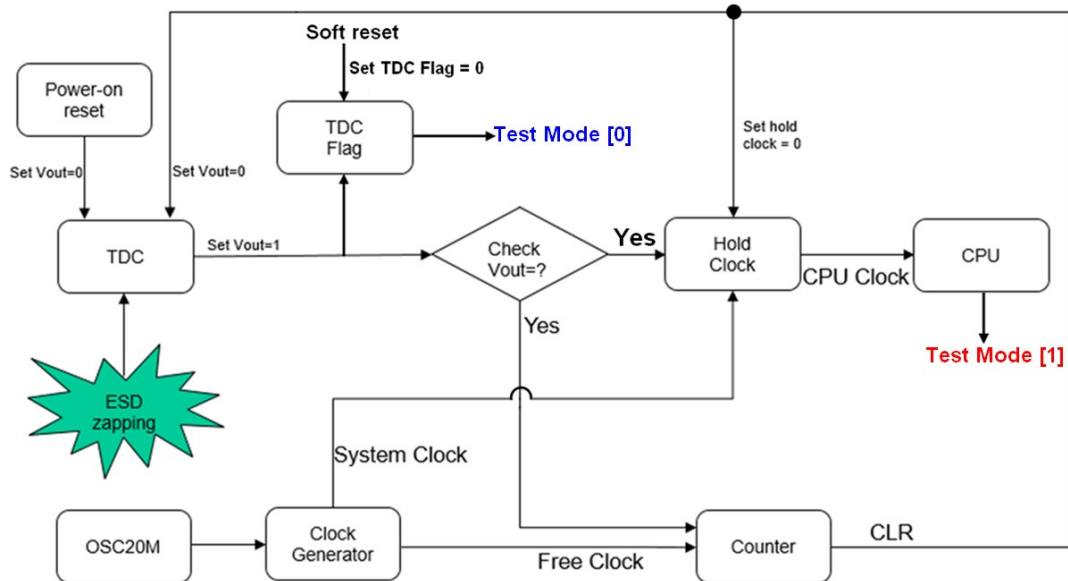 Soft reset
Set TDC Flag = 0
Power-on
reset
TDC
Flag
Test Mode [0]
Set hold
clock = 0
Set Vout=0
Set Vout=0
TDC
Set Vout=1
Check
Vout=?
Yes
Hold
Clock
CPU Clock
CPU
Yes
Test Mode [1]
ESD
zapping
System Clock
OSC20M
Clock
Generator
Free Clock
Counter
CLR